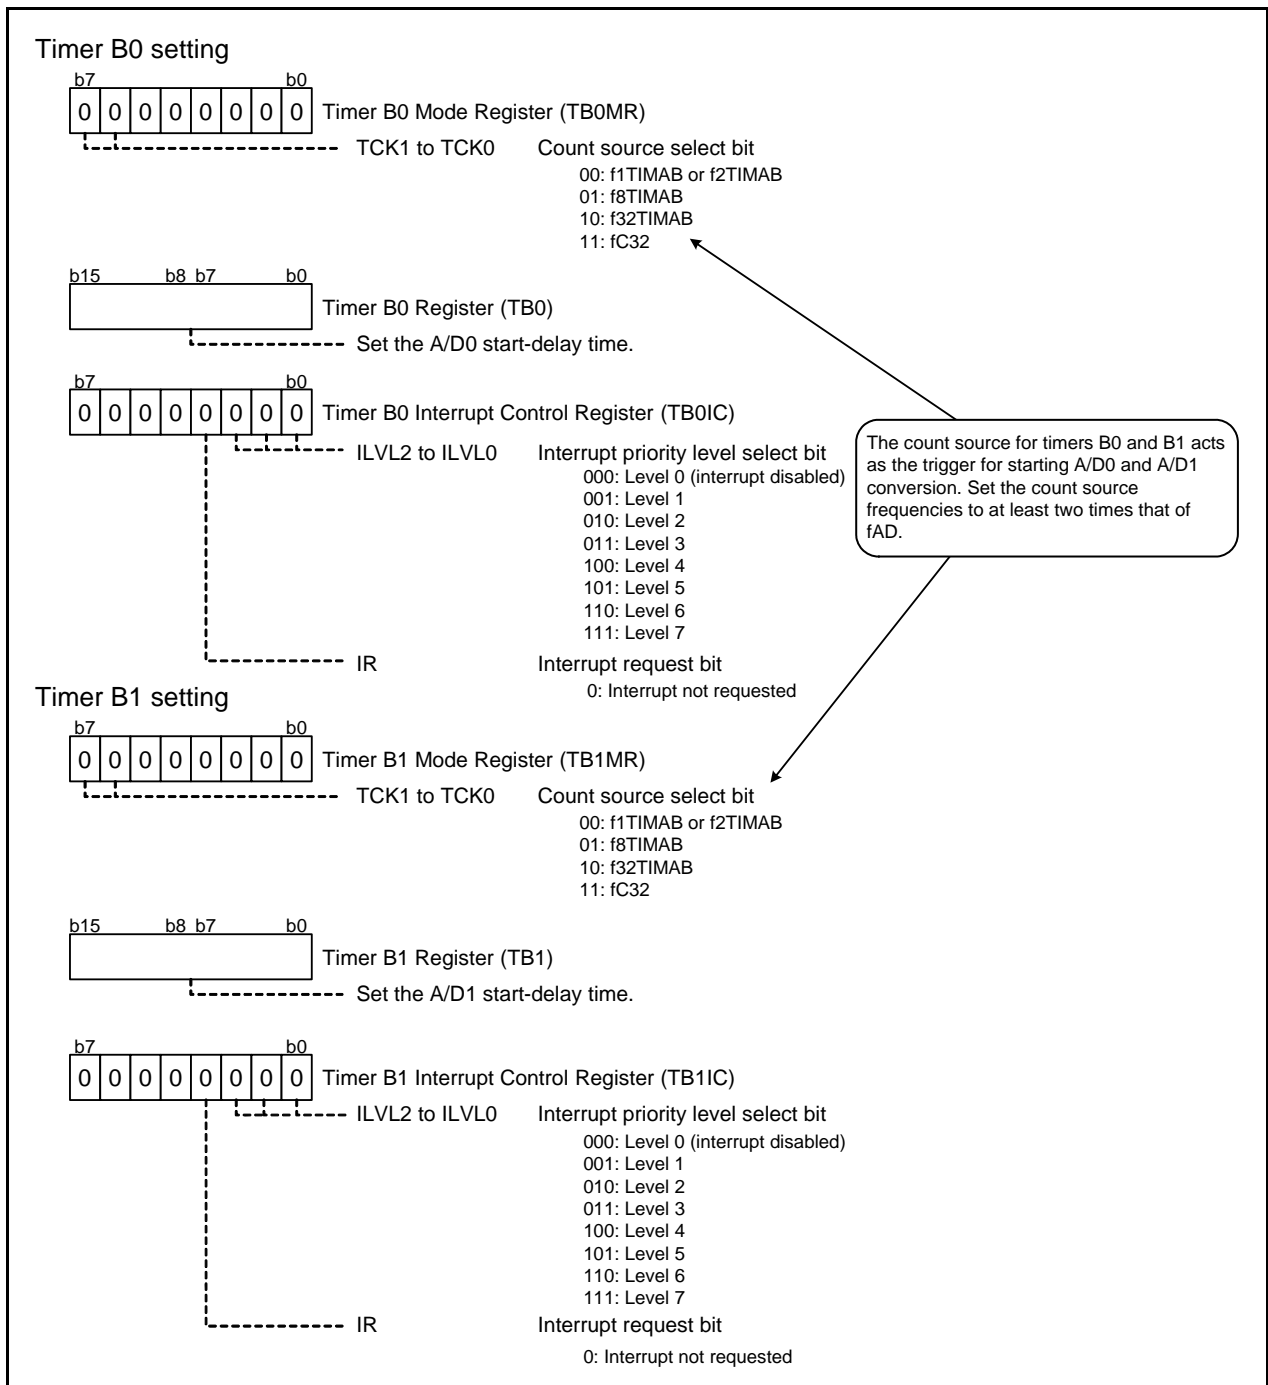 Timer B0 setting
b7 b0
0 0 0 0 0 0 0 0 Timer B0 Mode Register (TB0MR)
TCK1 to TCK0 Count source select bit
00: f1TIMAB or f2TIMAB
01: f8TIMAB
10: f32TIMAB
11: fC32
b15 b8 b7 b0
Timer B0 Register (TB0)
Set the A/D0 start-delay time.
b7 b0
0 0 0 0 0 0 0 0 Timer B0 Interrupt Control Register (TB0IC)
ILVL2 to ILVL0 Interrupt priority level select bit
000: Level 0 (interrupt disabled)
001: Level 1
010: Level 2
011: Level 3
100: Level 4
101: Level 5
110: Level 6
111: Level 7
IR Interrupt request bit
0: Interrupt not requested
The count source for timers B0 and B1 acts
as the trigger for starting A/D0 and A/D1
conversion. Set the count source
frequencies to at least two times that of
fAD.
Timer B1 setting
b7 b0
0 0 0 0 0 0 0 0 Timer B1 Mode Register (TB1MR)
TCK1 to TCK0 Count source select bit
00: f1TIMAB or f2TIMAB
01: f8TIMAB
10: f32TIMAB
11: fC32
b15 b8 b7 b0
Timer B1 Register (TB1)
Set the A/D1 start-delay time.
b7 b0
0 0 0 0 0 0 0 0 Timer B1 Interrupt Control Register (TB1IC)
ILVL2 to ILVL0 Interrupt priority level select bit
000: Level 0 (interrupt disabled)
001: Level 1
010: Level 2
011: Level 3
100: Level 4
101: Level 5
110: Level 6
111: Level 7
IR Interrupt request bit
0: Interrupt not requested